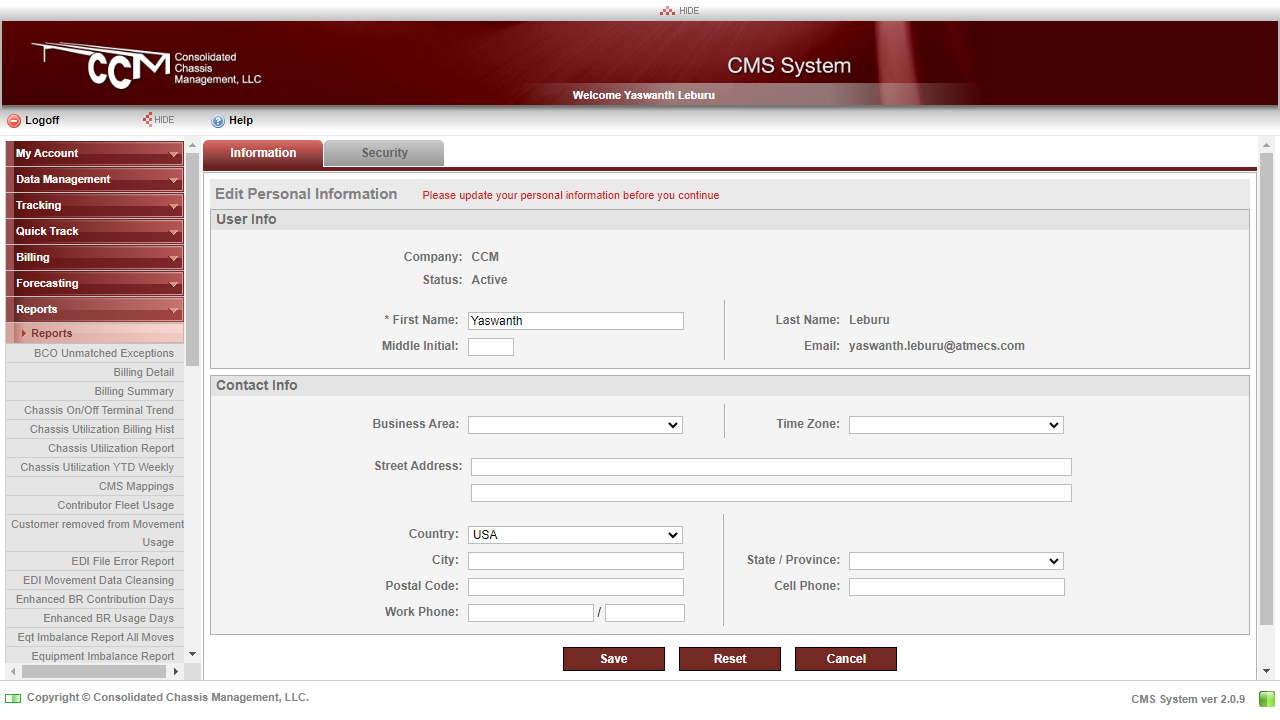 HIDE
CCM
Consolidated
Chassis
Management, LLC
CMS System
Welcome Yaswanth Leburu
Logoff
HIDE
Help
My Account
Data Management
Tracking
Quick Track
Billing
Forecasting
Reports
Reports
BCO Unmatched Exceptions
Billing Detail
Billing Summary
Chassis On/Off Terminal Trend
Chassis Utilization Billing Hist
Chassis Utilization Report
Chassis Utilization YTD Weekly
CMS Mappings
Contributor Fleet Usage
Customer removed from Movement
Usage
EDI File Error Report
EDI Movement Data Cleansing
Enhanced BR Contribution Days
Enhanced BR Usage Days
Eqt Imbalance Report All Moves
Equipment Imbalance Report
Information Security
Edit Personal Information Please update your personal information before you continue
User Info
Company: CCM
Status: Active
* First Name: Yaswanth Last Name: Leburu
Middle Initial: Email: yaswanth.leburu@atmecs.com
Contact Info
Business Area: Time Zone:
Street Address:
Country: USA
City: State / Province:
Postal Code: Cell Phone:
Work Phone: /
Save Reset Cancel
Copyright © Consolidated Chassis Management, LLC.
CMS System ver 2.0.9